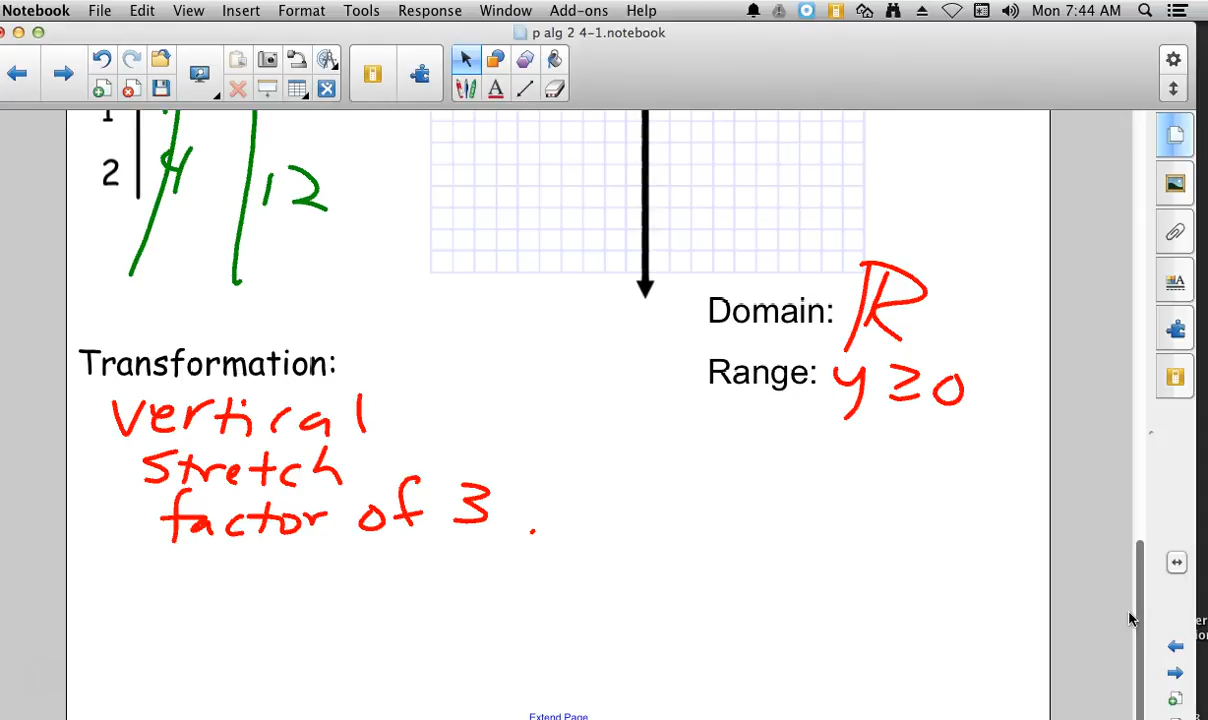 Notebook File Edit View Insert Format Tools Response Window Add-ons Help Mon 7:44 AM
p alg 2 4-1.notebook
1
2 4 12
Domain: ℝ
Transformation:
Range: y ≥ 0
vertical
stretch
factor of 3 .
Extend Page